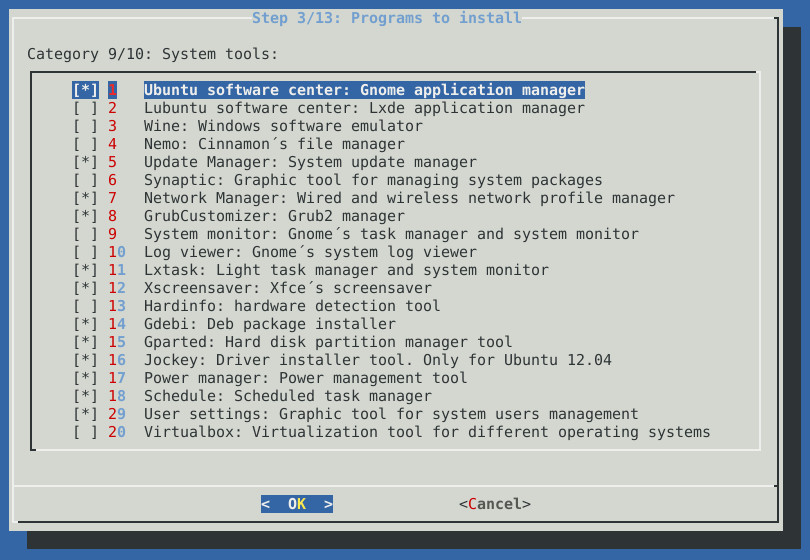 Step 3/13: Programs to install
Category 9/10: System tools:
[*] 1 Ubuntu software center: Gnome application manager
[ ] 2 Lubuntu software center: Lxde application manager
[ ] 3 Wine: Windows software emulator
[ ] 4 Nemo: Cinnamon´s file manager
[*] 5 Update Manager: System update manager
[ ] 6 Synaptic: Graphic tool for managing system packages
[*] 7 Network Manager: Wired and wireless network profile manager
[*] 8 GrubCustomizer: Grub2 manager
[ ] 9 System monitor: Gnome´s task manager and system monitor
[ ] 10 Log viewer: Gnome´s system log viewer
[*] 11 Lxtask: Light task manager and system monitor
[*] 12 Xscreensaver: Xfce´s screensaver
[ ] 13 Hardinfo: hardware detection tool
[*] 14 Gdebi: Deb package installer
[*] 15 Gparted: Hard disk partition manager tool
[*] 16 Jockey: Driver installer tool. Only for Ubuntu 12.04
[*] 17 Power manager: Power management tool
[*] 18 Schedule: Scheduled task manager
[*] 29 User settings: Graphic tool for system users management
[ ] 20 Virtualbox: Virtualization tool for different operating systems
< OK > <Cancel>